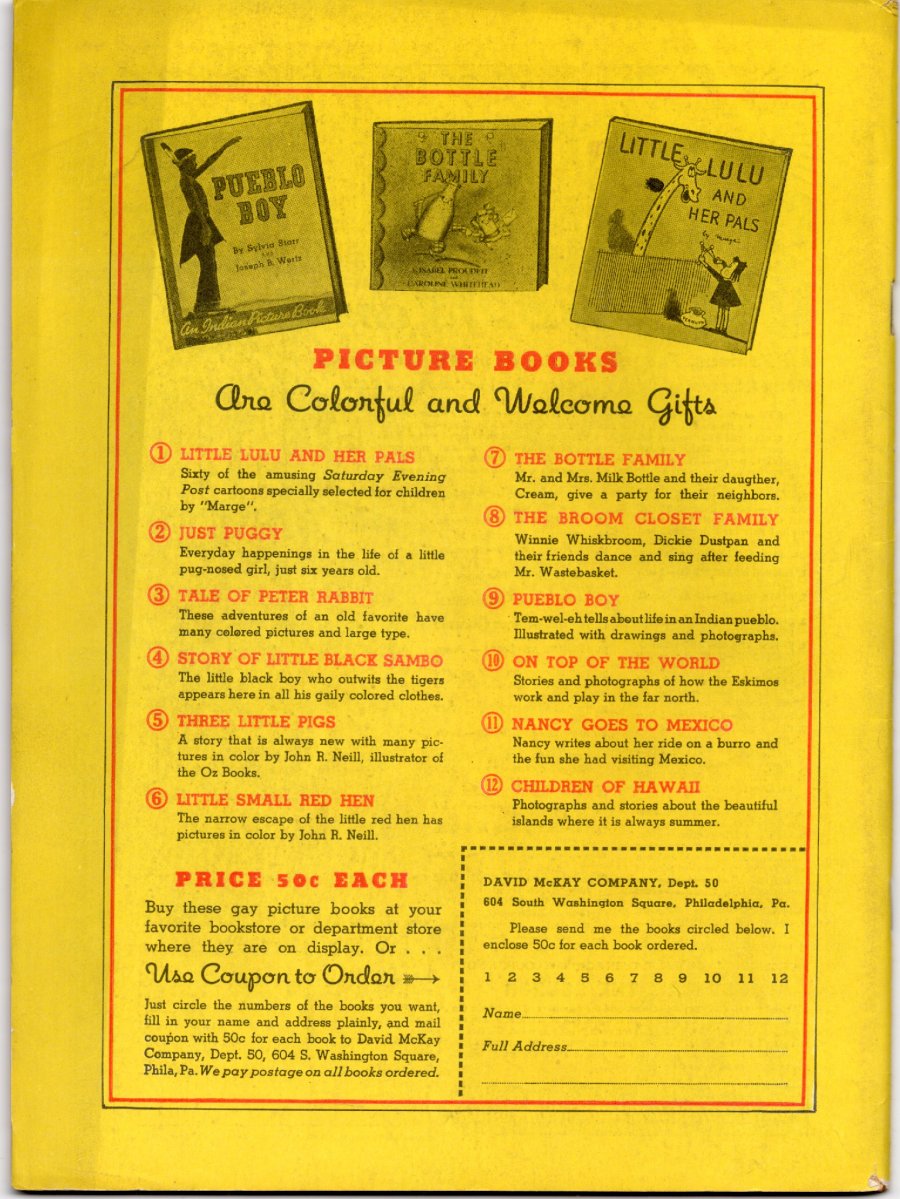 PUEBLO
BOY
By Sylvia Starr
AND
Joseph B. Wertz
An Indian Picture Book
THE
BOTTLE
FAMILY
ISABEL PROUDFIT
CAROLINE WHITEHEAD
LITTLE LULU
AND
HER PALS
by Marge
PEANUTS
PICTURE BOOKS
Are Colorful and Welcome Gifts
① LITTLE LULU AND HER PALS
Sixty of the amusing Saturday Evening
Post cartoons specially selected for children
by "Marge".
② JUST PUGGY
Everyday happenings in the life of a little
pug-nosed girl, just six years old.
③ TALE OF PETER RABBIT
These adventures of an old favorite have
many colored pictures and large type.
④ STORY OF LITTLE BLACK SAMBO
The little black boy who outwits the tigers
appears here in all his gaily colored clothes.
⑤ THREE LITTLE PIGS
A story that is always new with many pic-
tures in color by John R. Neill, illustrator of
the Oz Books.
⑥ LITTLE SMALL RED HEN
The narrow escape of the little red hen has
pictures in color by John R. Neill.
⑦ THE BOTTLE FAMILY
Mr. and Mrs. Milk Bottle and their daugther,
Cream, give a party for their neighbors.
⑧ THE BROOM CLOSET FAMILY
Winnie Whiskbroom, Dickie Dustpan and
their friends dance and sing after feeding
Mr. Wastebasket.
⑨ PUEBLO BOY
Tem-wel-eh tells about life in an Indian pueblo.
Illustrated with drawings and photographs.
⑩ ON TOP OF THE WORLD
Stories and photographs of how the Eskimos
work and play in the far north.
⑪ NANCY GOES TO MEXICO
Nancy writes about her ride on a burro and
the fun she had visiting Mexico.
⑫ CHILDREN OF HAWAII
Photographs and stories about the beautiful
islands where it is always summer.
PRICE 50c EACH
Buy these gay picture books at your
favorite bookstore or department store
where they are on display. Or . . .
Use Coupon to Order
Just circle the numbers of the books you want,
fill in your name and address plainly, and mail
coupon with 50c for each book to David McKay
Company, Dept. 50, 604 S. Washington Square,
Phila, Pa. We pay postage on all books ordered.
DAVID McKAY COMPANY, Dept. 50
604 South Washington Square, Philadelphia, Pa.
Please send me the books circled below. I
enclose 50c for each book ordered.
1 2 3 4 5 6 7 8 9 10 11 12
Name
Full Address